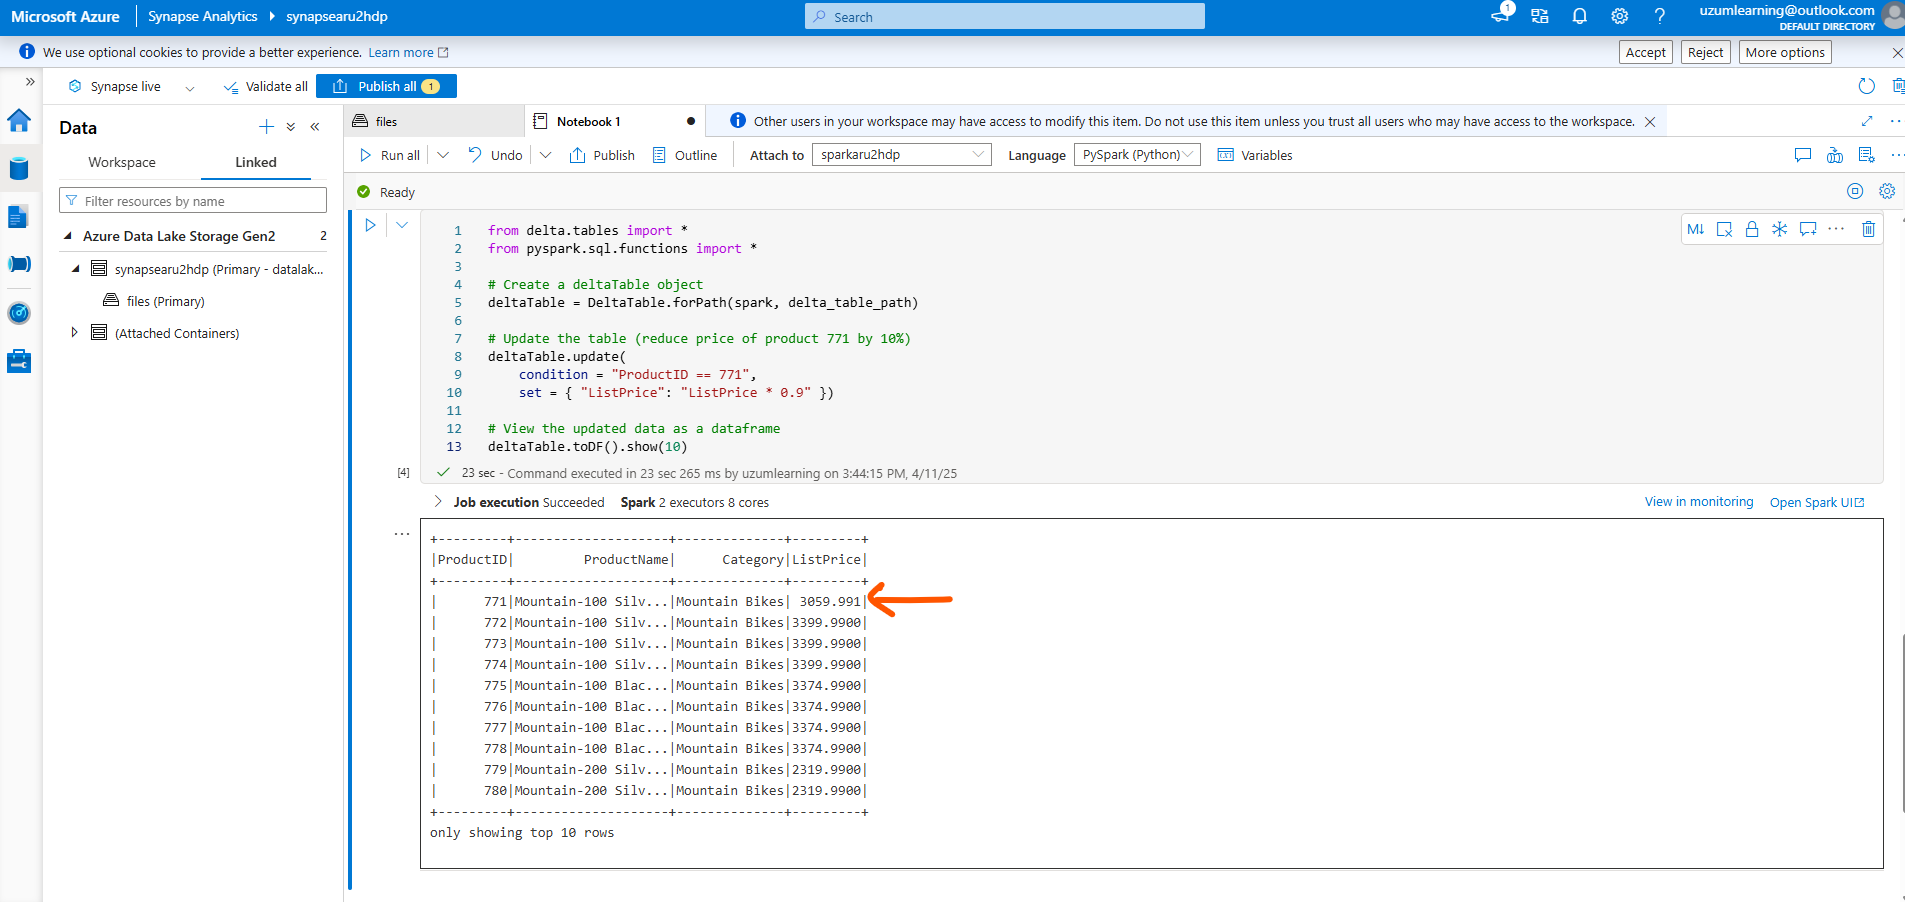 Microsoft Azure Synapse Analytics synapsearu2hdp Search 1 ? uzumlearning@outlook.com
DEFAULT DIRECTORY
We use optional cookies to provide a better experience. Learn more Accept Reject More options
Synapse live Validate all Publish all 1
Data
Workspace Linked
Filter resources by name
Azure Data Lake Storage Gen2 2
synapsearu2hdp (Primary - datalak...
files (Primary)
(Attached Containers)
files Notebook 1 Other users in your workspace may have access to modify this item. Do not use this item unless you trust all users who may have access to the workspace.
Run all Undo Publish Outline Attach to sparkaru2hdp Language PySpark (Python) Variables
Ready
M↓
1 from delta.tables import *
2 from pyspark.sql.functions import *
3
4 # Create a deltaTable object
5 deltaTable = DeltaTable.forPath(spark, delta_table_path)
6
7 # Update the table (reduce price of product 771 by 10%)
8 deltaTable.update(
9 condition = "ProductID == 771",
10 set = { "ListPrice": "ListPrice * 0.9" })
11
12 # View the updated data as a dataframe
13 deltaTable.toDF().show(10)
[4] 23 sec - Command executed in 23 sec 265 ms by uzumlearning on 3:44:15 PM, 4/11/25
Job execution Succeeded Spark 2 executors 8 cores View in monitoring Open Spark UI
+---------+--------------------+--------------+---------+
|ProductID|         ProductName|      Category|ListPrice|
+---------+--------------------+--------------+---------+
|      771|Mountain-100 Silv...|Mountain Bikes| 3059.991|
|      772|Mountain-100 Silv...|Mountain Bikes|3399.9900|
|      773|Mountain-100 Silv...|Mountain Bikes|3399.9900|
|      774|Mountain-100 Silv...|Mountain Bikes|3399.9900|
|      775|Mountain-100 Blac...|Mountain Bikes|3374.9900|
|      776|Mountain-100 Blac...|Mountain Bikes|3374.9900|
|      777|Mountain-100 Blac...|Mountain Bikes|3374.9900|
|      778|Mountain-100 Blac...|Mountain Bikes|3374.9900|
|      779|Mountain-200 Silv...|Mountain Bikes|2319.9900|
|      780|Mountain-200 Silv...|Mountain Bikes|2319.9900|
+---------+--------------------+--------------+---------+
only showing top 10 rows